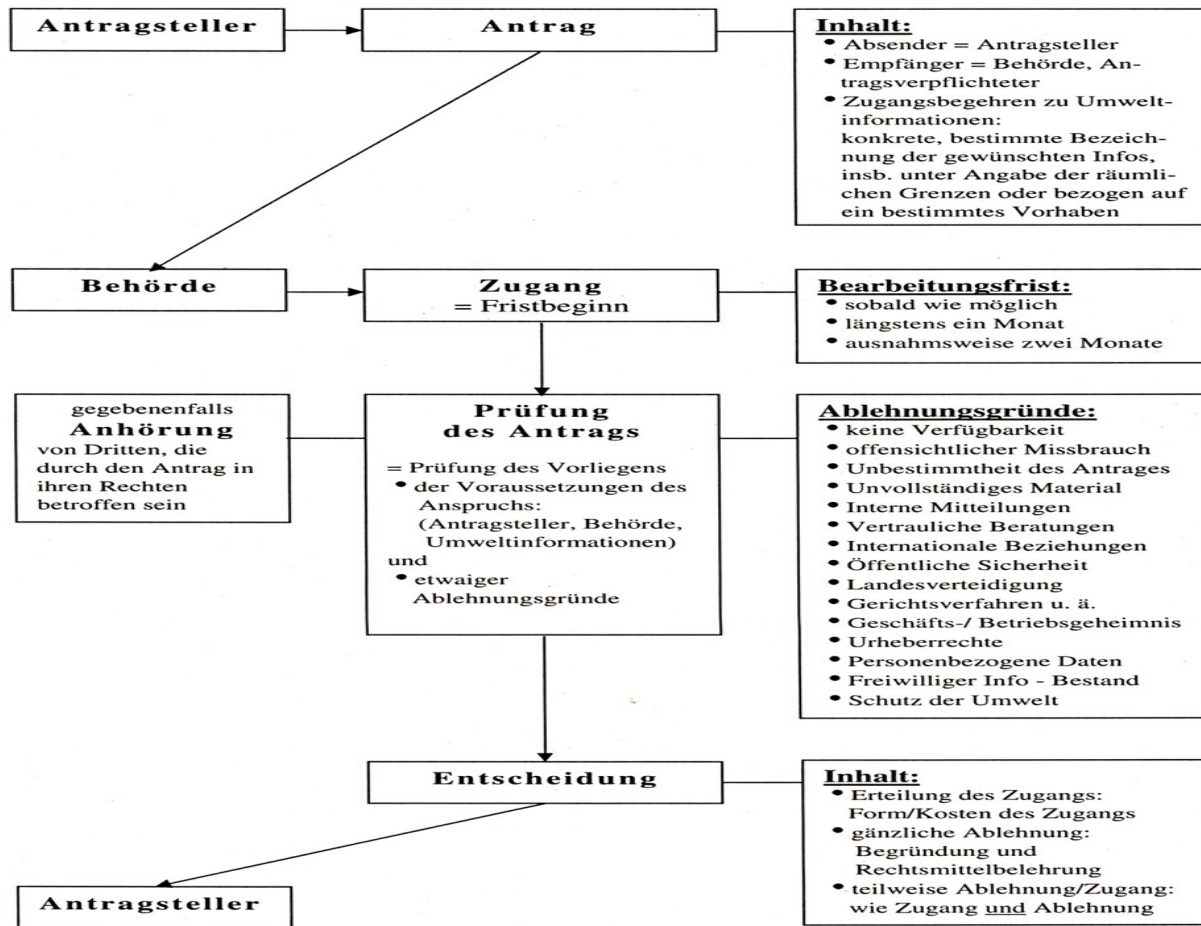 Antragsteller
Antrag
Inhalt:
• Absender = Antragsteller
• Empfänger = Behörde, An-
tragsverpflichteter
• Zugangsbegehren zu Umwelt-
informationen:
konkrete, bestimmte Bezeich-
nung der gewünschten Infos,
insb. unter Angabe der räumli-
chen Grenzen oder bezogen auf
ein bestimmtes Vorhaben
Behörde
Zugang
= Fristbeginn
Bearbeitungsfrist:
• sobald wie möglich
• längstens ein Monat
• ausnahmsweise zwei Monate
gegebenenfalls
Anhörung
von Dritten, die
durch den Antrag in
ihren Rechten
betroffen sein
Prüfung
des Antrags
= Prüfung des Vorliegens
• der Voraussetzungen des
Anspruchs:
(Antragsteller, Behörde,
Umweltinformationen)
und
• etwaiger
Ablehnungsgründe
Ablehnungsgründe:
• keine Verfügbarkeit
• offensichtlicher Missbrauch
• Unbestimmtheit des Antrages
• Unvollständiges Material
• Interne Mitteilungen
• Vertrauliche Beratungen
• Internationale Beziehungen
• Öffentliche Sicherheit
• Landesverteidigung
• Gerichtsverfahren u. ä.
• Geschäfts-/ Betriebsgeheimnis
• Urheberrechte
• Personenbezogene Daten
• Freiwilliger Info - Bestand
• Schutz der Umwelt
Entscheidung
Inhalt:
• Erteilung des Zugangs:
Form/Kosten des Zugangs
• gänzliche Ablehnung:
Begründung und
Rechtsmittelbelehrung
• teilweise Ablehnung/Zugang:
wie Zugang und Ablehnung
Antragsteller